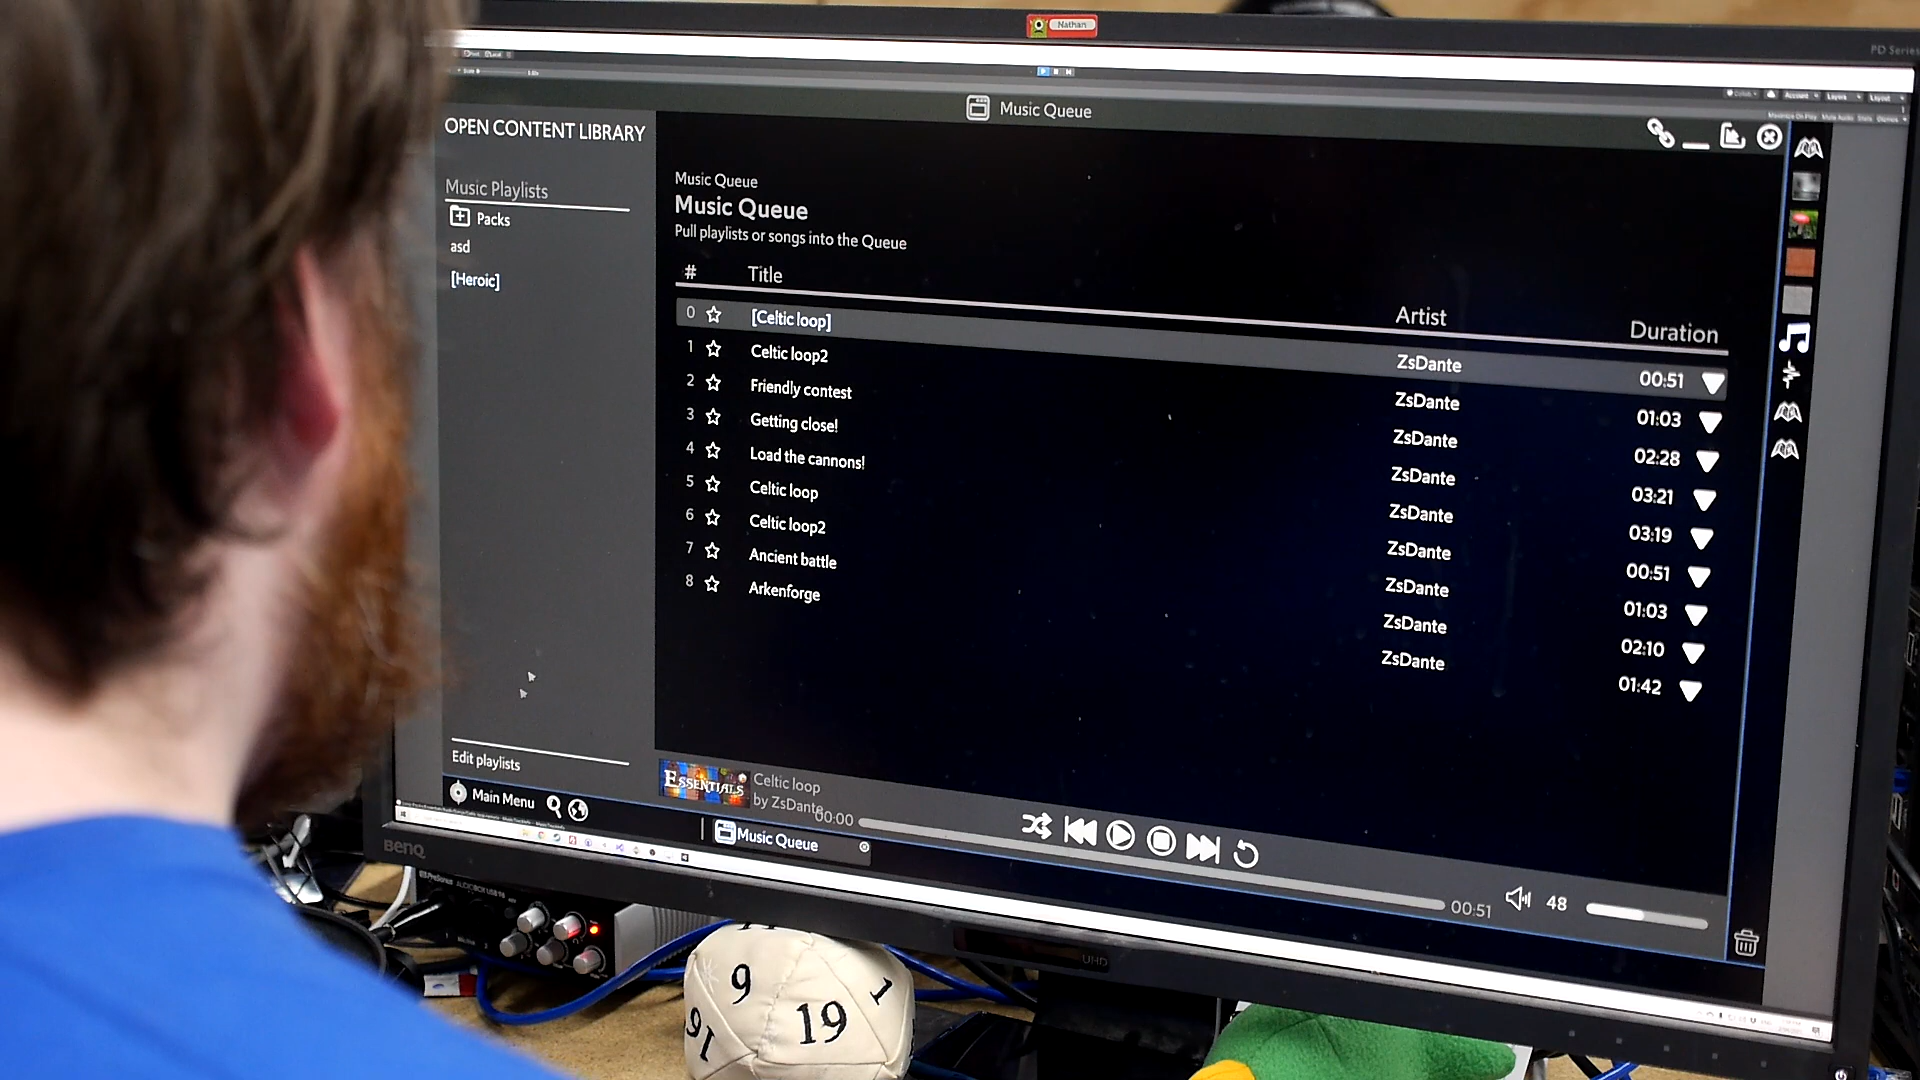 Nathan
PD Series
Music Queue
OPEN CONTENT LIBRARY
Music Playlists
Packs
asd
[Heroic]
Music Queue
Music Queue
Pull playlists or songs into the Queue
# Title Artist Duration
0 [Celtic loop] ZsDante 00:51
1 Celtic loop2 ZsDante 01:03
2 Friendly contest ZsDante 02:28
3 Getting close! ZsDante 03:21
4 Load the cannons! ZsDante 03:19
5 Celtic loop ZsDante 00:51
6 Celtic loop2 ZsDante 01:03
7 Ancient battle ZsDante 02:10
8 Arkenforge ZsDante 01:42
Edit playlists
ESSENTIALS
Celtic loop
by ZsDante
00:00
00:51
48
Main Menu
Music Queue
BenQ
UHD
9
1
19
16